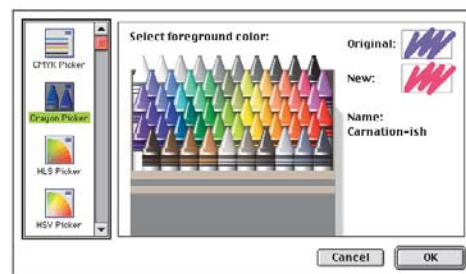 CMYK Picker
Crayon Picker
HLS Picker
HSV Picker
Select foreground color:
Original:
New:
Name:
Carnation-ish
Cancel
OK